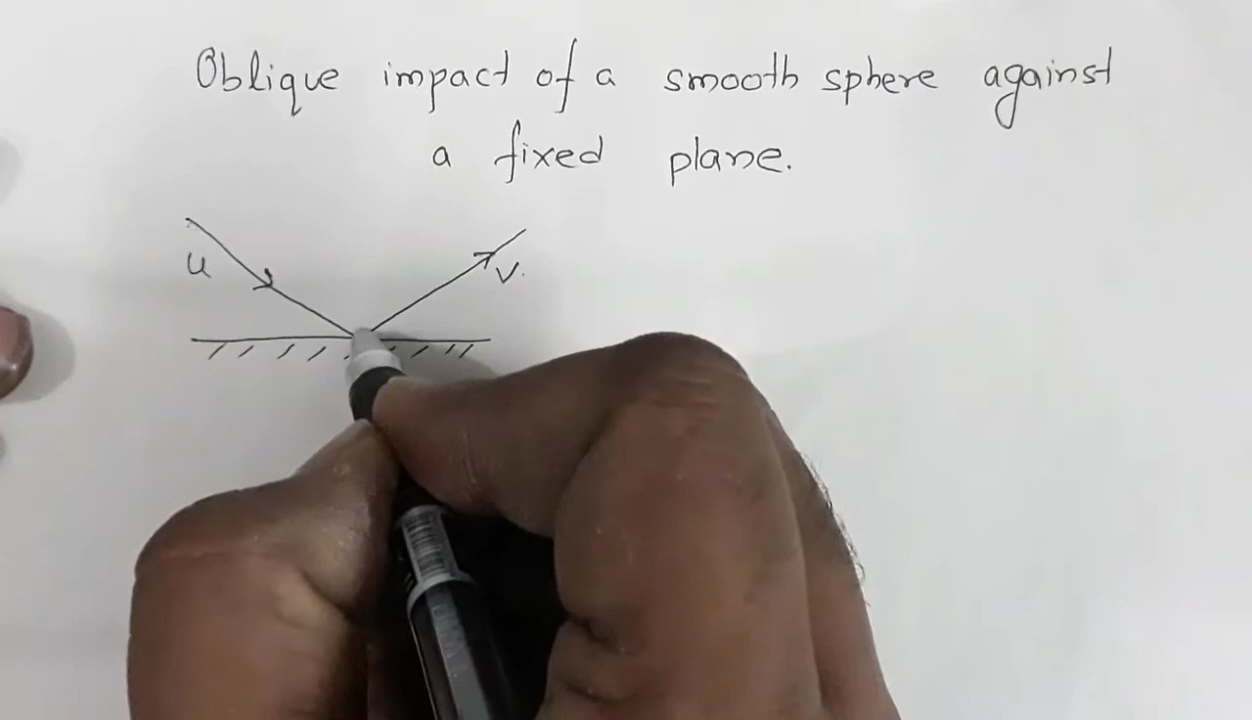 Oblique impact of a smooth sphere against
a fixed plane.
u
v.